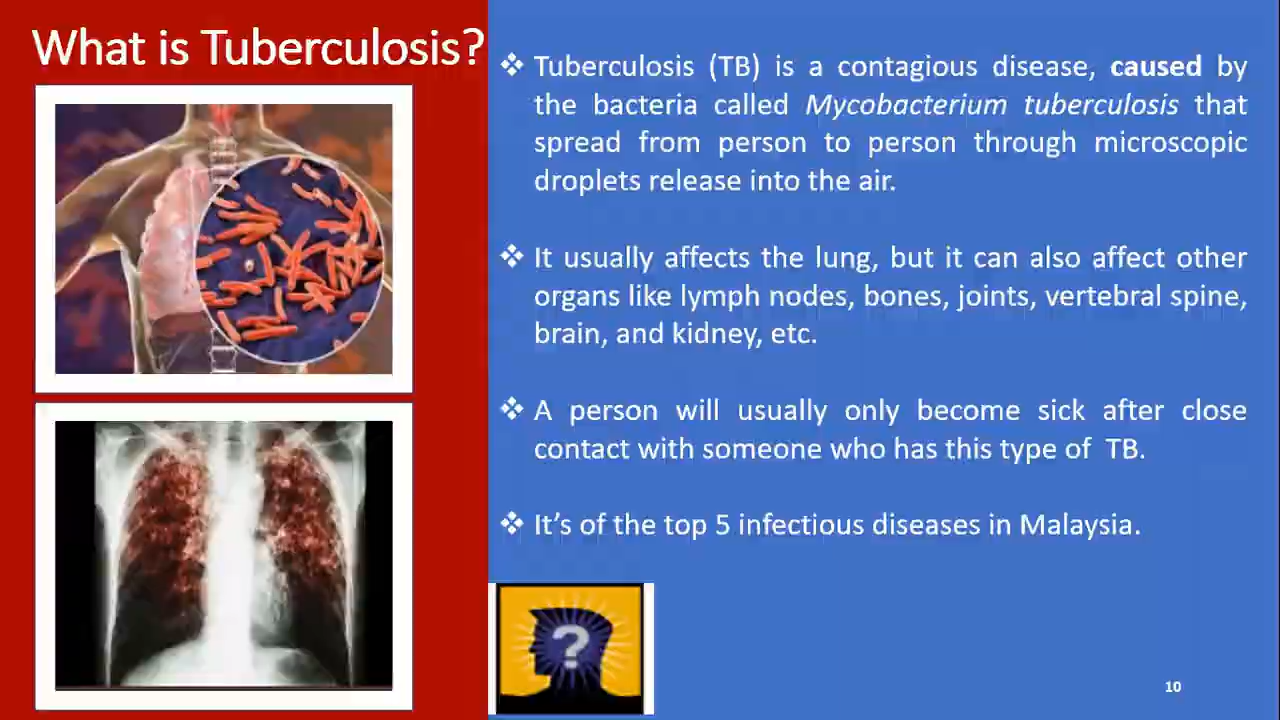 What is Tuberculosis?
❖ Tuberculosis (TB) is a contagious disease, caused by
the bacteria called Mycobacterium tuberculosis that
spread from person to person through microscopic
droplets release into the air.
❖ It usually affects the lung, but it can also affect other
organs like lymph nodes, bones, joints, vertebral spine,
brain, and kidney, etc.
❖ A person will usually only become sick after close
contact with someone who has this type of TB.
❖ It’s of the top 5 infectious diseases in Malaysia.
?
10